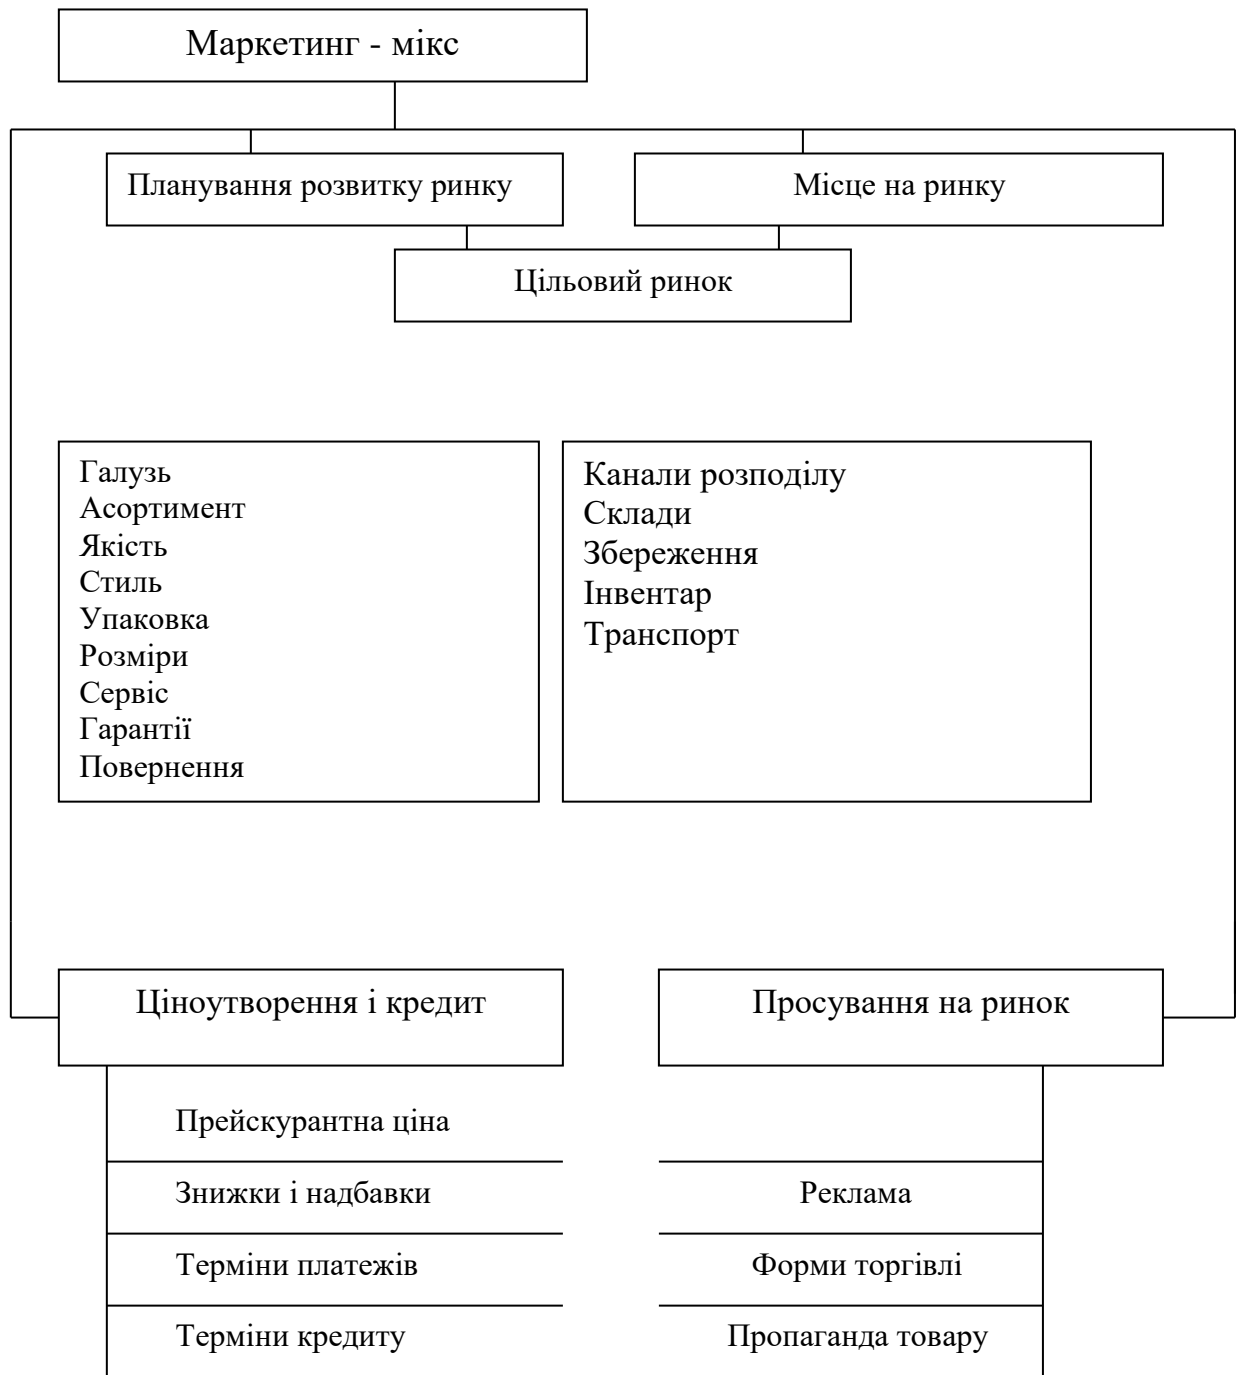 Маркетинг - мікс
Планування розвитку ринку
Місце на ринку
Цільовий ринок
Галузь
Асортимент
Якість
Стиль
Упаковка
Розміри
Сервіс
Гарантії
Повернення
Канали розподілу
Склади
Збереження
Інвентар
Транспорт
Ціноутворення і кредит
Прейскурантна ціна
Знижки і надбавки
Терміни платежів
Терміни кредиту
Просування на ринок
Реклама
Форми торгівлі
Пропаганда товару